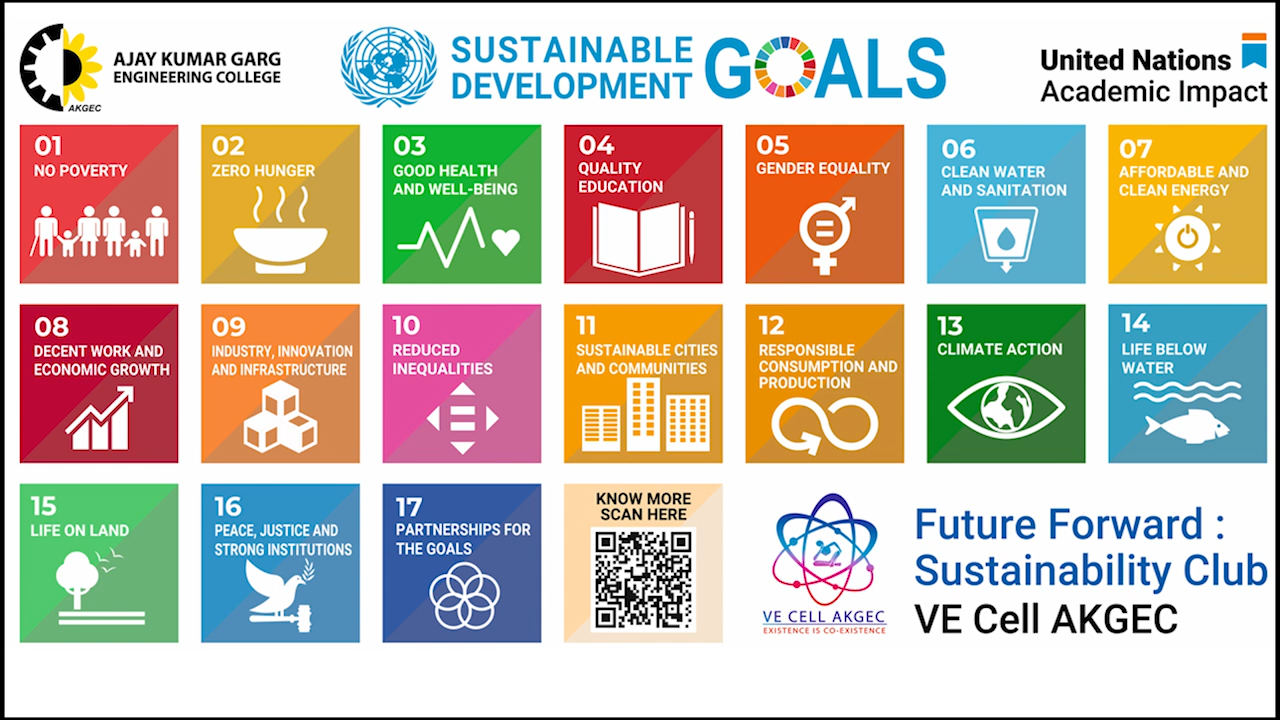 AJAY KUMAR GARG
ENGINEERING COLLEGE
AKGEC
SUSTAINABLE
DEVELOPMENT
GOALS
United Nations
Academic Impact
01
NO POVERTY
02
ZERO HUNGER
03
GOOD HEALTH
AND WELL-BEING
04
QUALITY
EDUCATION
05
GENDER EQUALITY
06
CLEAN WATER
AND SANITATION
07
AFFORDABLE AND
CLEAN ENERGY
08
DECENT WORK AND
ECONOMIC GROWTH
09
INDUSTRY, INNOVATION
AND INFRASTRUCTURE
10
REDUCED
INEQUALITIES
11
SUSTAINABLE CITIES
AND COMMUNITIES
12
RESPONSIBLE
CONSUMPTION AND
PRODUCTION
13
CLIMATE ACTION
14
LIFE BELOW
WATER
15
LIFE ON LAND
16
PEACE, JUSTICE AND
STRONG INSTITUTIONS
17
PARTNERSHIPS FOR
THE GOALS
KNOW MORE
SCAN HERE
VE CELL AKGEC
EXISTENCE IS CO-EXISTENCE
Future Forward :
Sustainability Club
VE Cell AKGEC